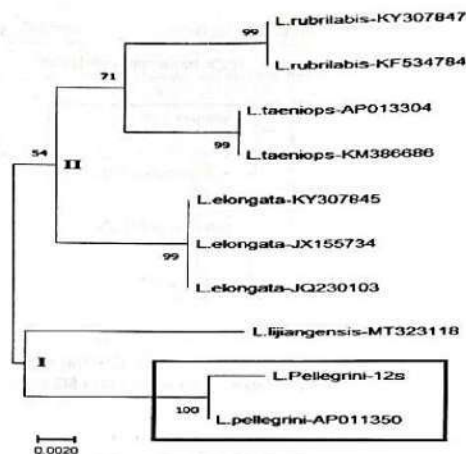 L.rubrilabis-KY307847
99
L.rubrilabis-KF534784
71
L.taeniops-AP013304
99
L.taeniops-KM386686
54
II
L.elongata-KY307845
L.elongata-JX155734
99
L.elongata-JQ230103
L.lijiangensis-MT323118
I
L.Pellegrini-12s
100
L.pellegrini-AP011350
0.0020